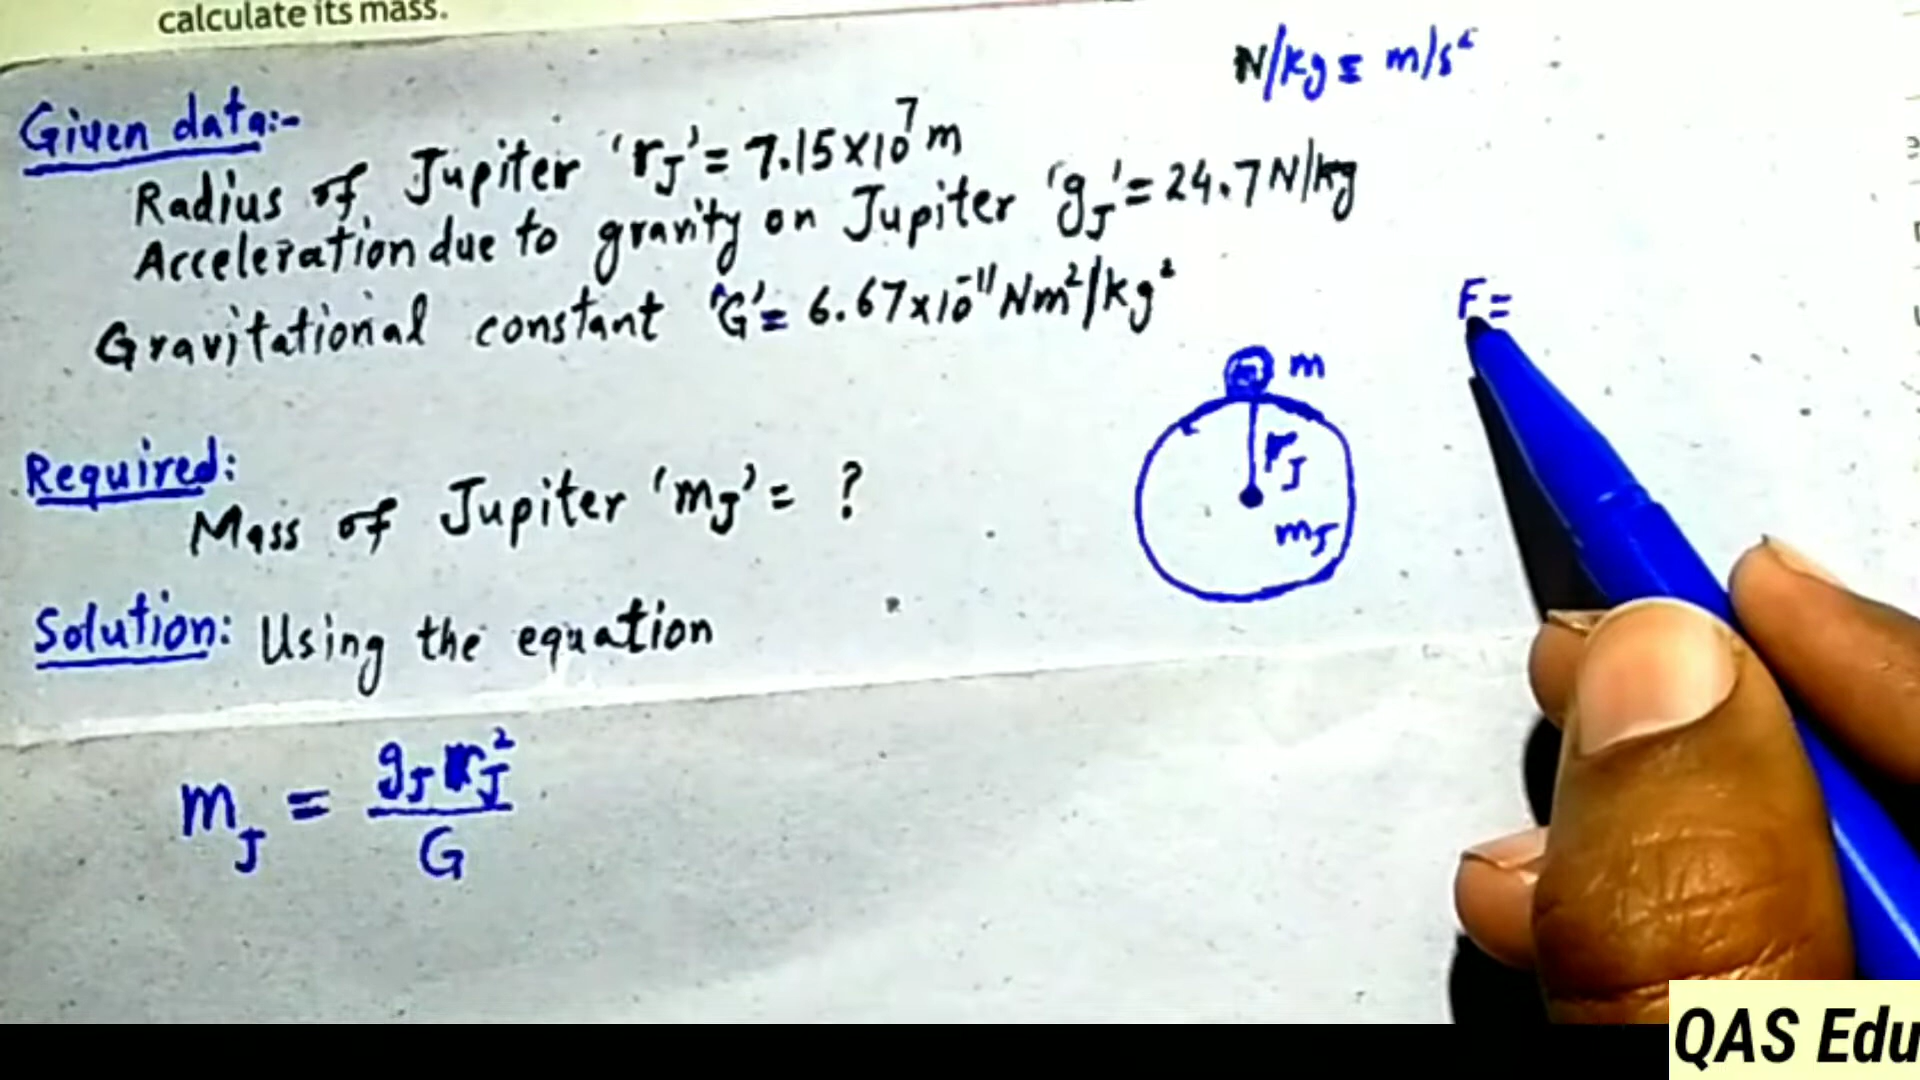 calculate its mass.
N/kg = m/s²
Given data:-
Radius of Jupiter 'rJ' = 7.15×10⁷ m
Acceleration due to gravity on Jupiter 'gJ' = 24.7 N/kg
Gravitational constant 'G' = 6.67×10⁻¹¹ Nm²/kg²
F =
m
rJ
mJ
Required:
Mass of Jupiter 'mJ' = ?
Solution: Using the equation
mJ = gJ rJ² / G
QAS Edu